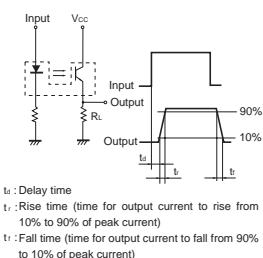 Input Vcc
Output
RL
Input
Output
90%
10%
td
tr tf
td : Delay time
tr : Rise time (time for output current to rise from
10% to 90% of peak current)
tf : Fall time (time for output current to fall from 90%
to 10% of peak current)